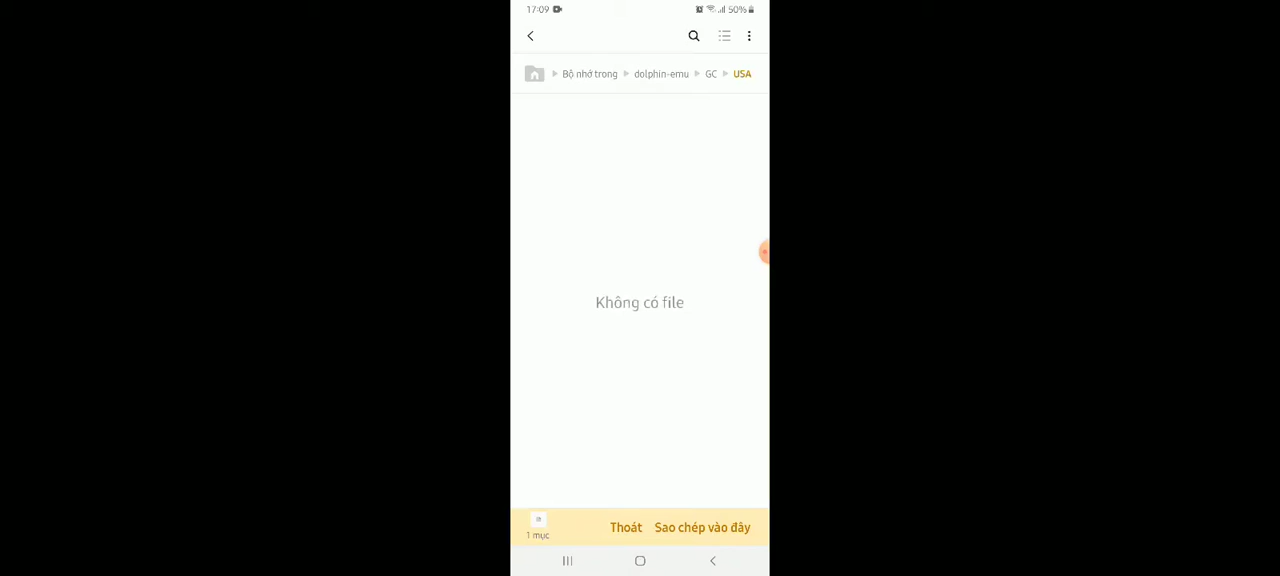 17:09 50%
Bộ nhớ trong dolphin-emu GC USA
Không có file
1 mục Thoát Sao chép vào đây